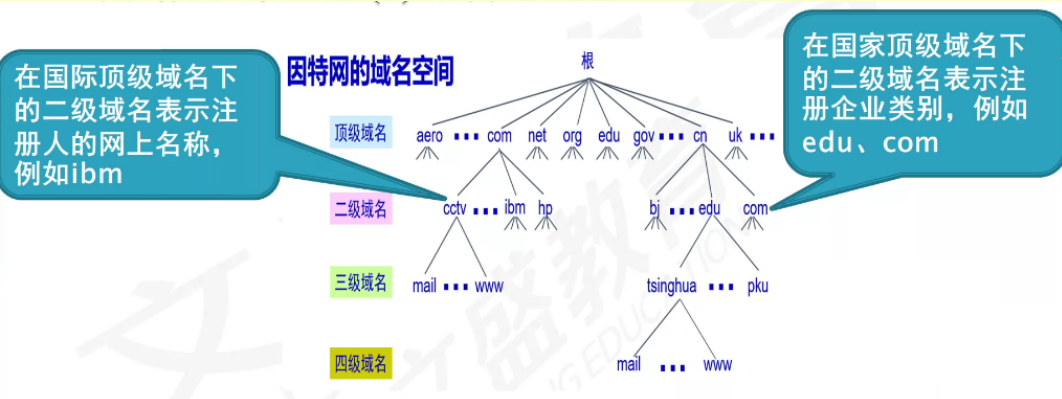 在国际顶级域名下
的二级域名表示注
册人的网上名称，
例如ibm
因特网的域名空间
根
在国家顶级域名下
的二级域名表示注
册企业类别，例如
edu、com
顶级域名 aero ▪▪▪ com net org edu gov ▪▪▪ cn uk ▪▪▪
二级域名 cctv ▪▪▪ ibm hp bj ▪▪▪ edu com
三级域名 mail ▪▪▪ www tsinghua ▪▪▪ pku
四级域名 mail ▪▪▪ www
文盛教育